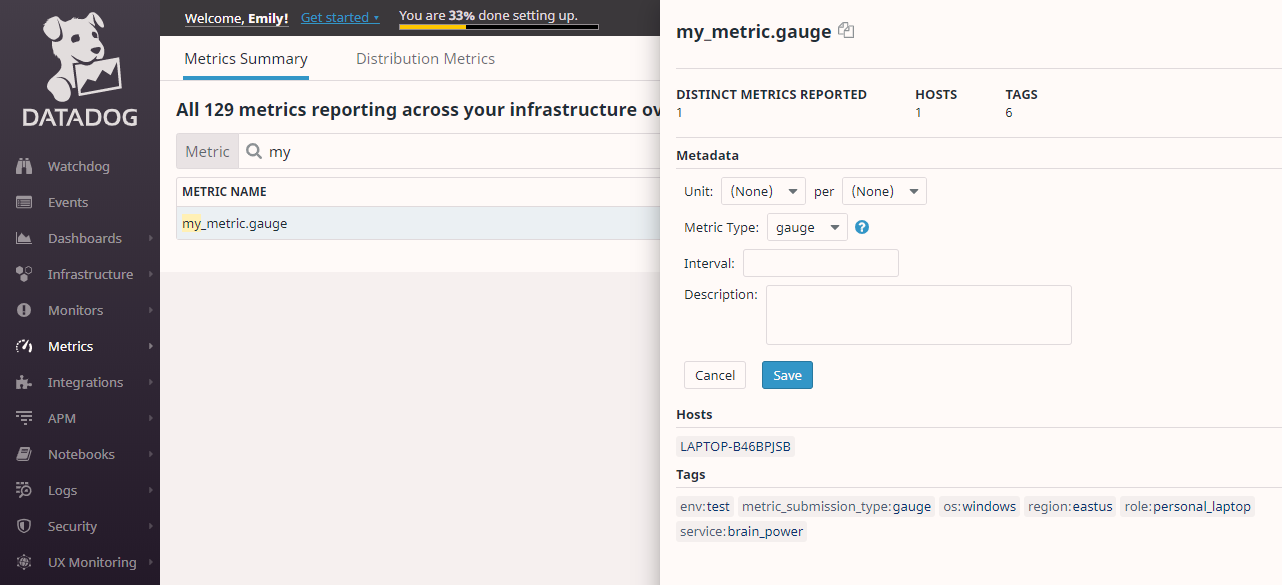 DATADOG
Watchdog
Events
Dashboards
Infrastructure
Monitors
Metrics
Integrations
APM
Notebooks
Logs
Security
UX Monitoring
Welcome, Emily! Get started You are 33% done setting up.
Metrics Summary Distribution Metrics
All 129 metrics reporting across your infrastructure ov
Metric my
METRIC NAME
my_metric.gauge
my_metric.gauge
DISTINCT METRICS REPORTED HOSTS TAGS
1 1 6
Metadata
Unit: (None) per (None)
Metric Type: gauge ?
Interval:
Description:
Cancel Save
Hosts
LAPTOP-B46BPJSB
Tags
env:test metric_submission_type:gauge os:windows region:eastus role:personal_laptop
service:brain_power